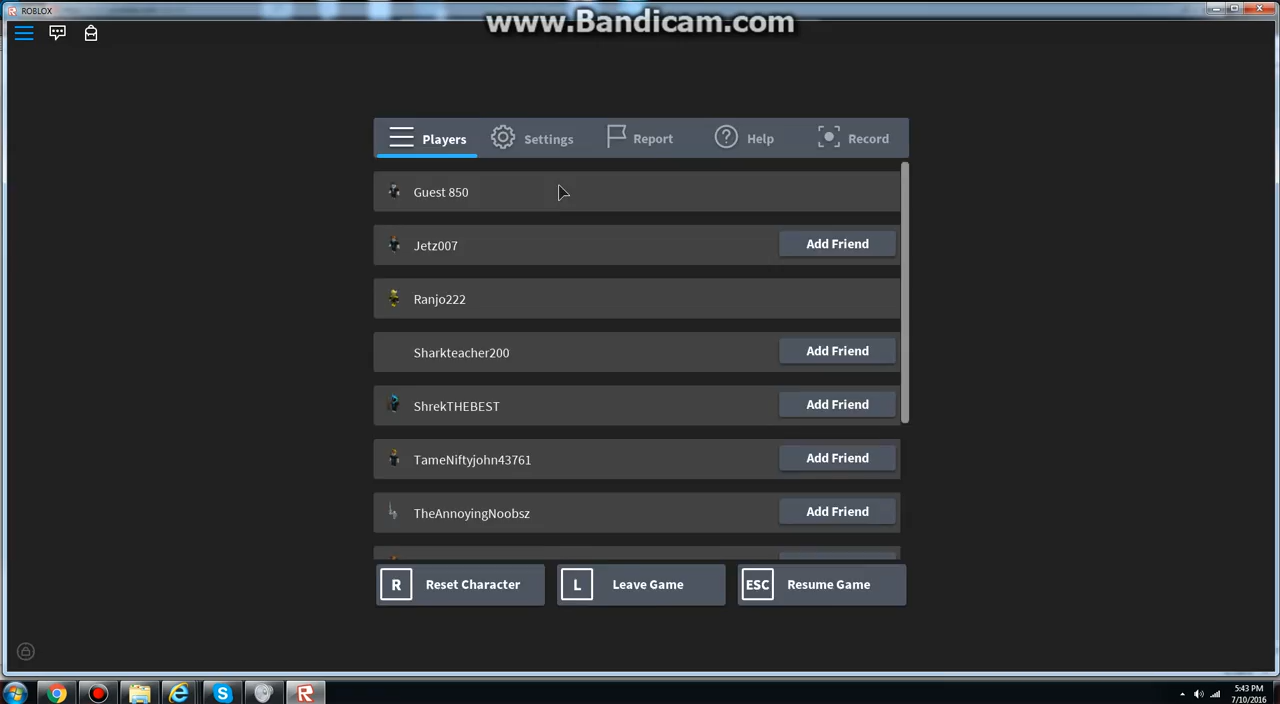 ROBLOX
www.Bandicam.com
Players
Settings
Report
Help
Record
Guest 850
Jetz007
Add Friend
Ranjo222
Sharkteacher200
Add Friend
ShrekTHEBEST
Add Friend
TameNiftyjohn43761
Add Friend
TheAnnoyingNoobsz
Add Friend
R Reset Character
L Leave Game
ESC Resume Game
5:43 PM
7/10/2016